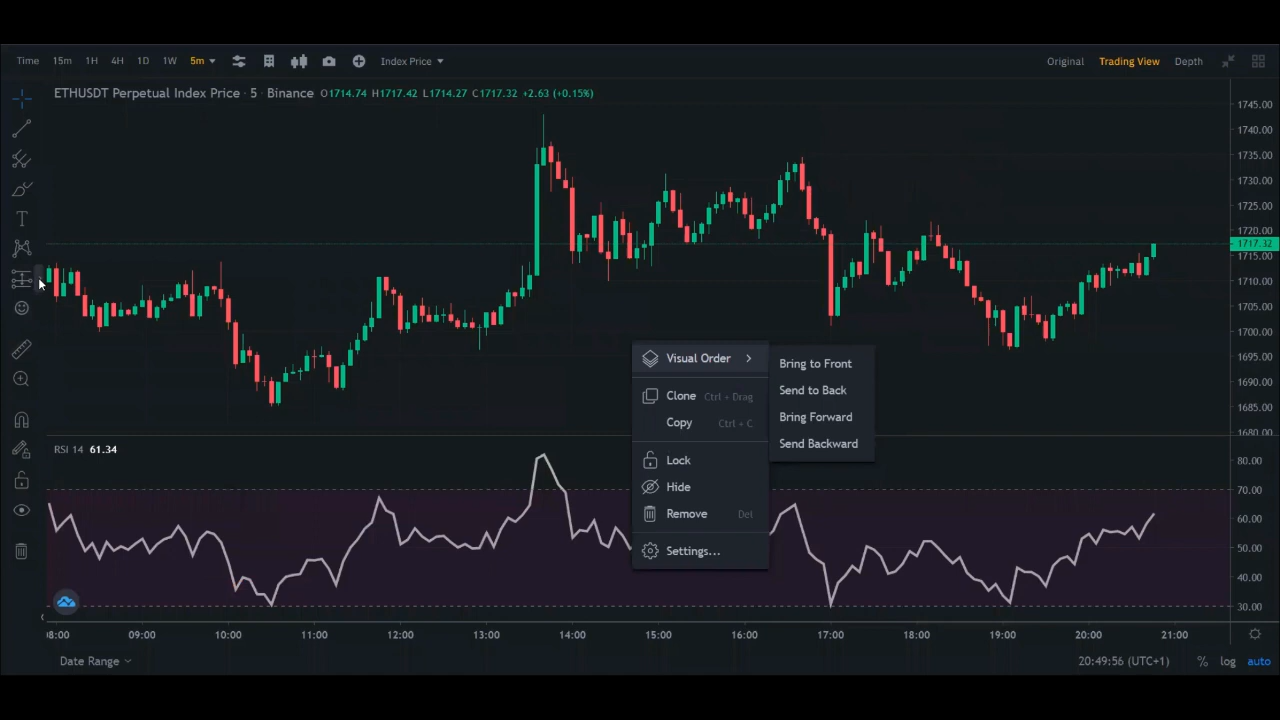 Time 15m 1H 4H 1D 1W 5m Index Price Original Trading View Depth
ETHUSDT Perpetual Index Price · 5 · Binance O1714.74 H1717.42 L1714.27 C1717.32 +2.63 (+0.15%)
1745.00
1740.00
1735.00
1730.00
1725.00
1720.00
1717.32
1715.00
1710.00
1705.00
1700.00
1695.00
1690.00
1685.00
1680.00
Visual Order
Clone Ctrl + Drag
Copy Ctrl + C
Lock
Hide
Remove Del
Settings...
Bring to Front
Send to Back
Bring Forward
Send Backward
RSI 14 61.34
80.00
70.00
60.00
50.00
40.00
30.00
09:00 10:00 11:00 12:00 13:00 14:00 15:00 16:00 17:00 18:00 19:00 20:00 21:00
Date Range 20:49:56 (UTC+1) % log auto